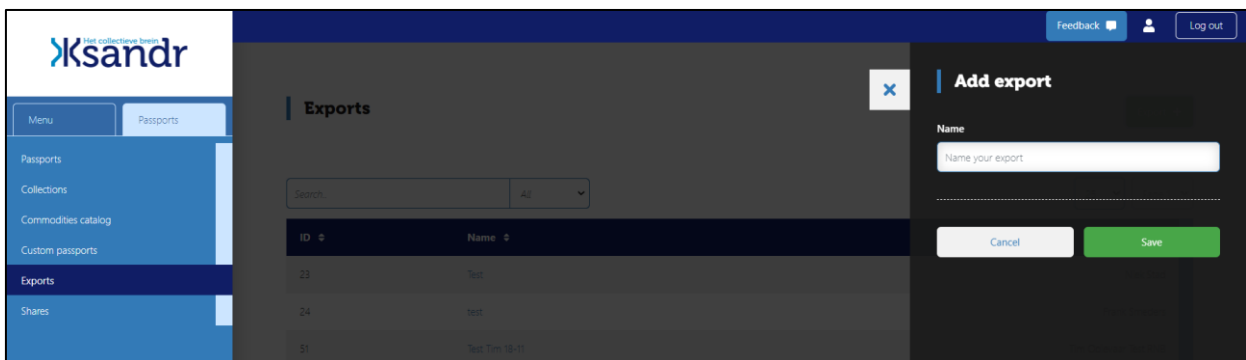 Het collectieve brein
Ksandr
Feedback
Log out
Menu
Passports
Passports
Collections
Commodities catalog
Custom passports
Exports
Shares
Exports
Search..
All
ID
Name
23
Test
24
test
51
Test Tim 18-11
Add export
Name
Name your export
Cancel
Save